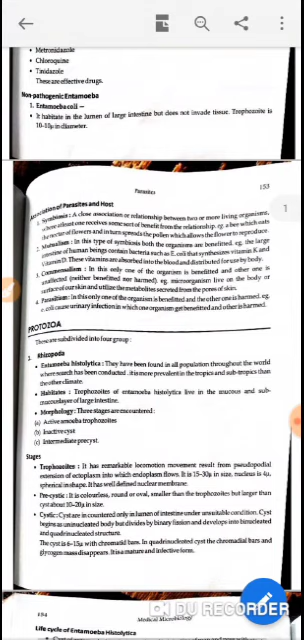 • Metronidazole
• Chloroquine
• Tinidazole
These are effective drugs.
Non-pathogenic Entamoeba
1. Entamoeba coli —
• It habitate in the lumen of large intestine but does not invade tissue. Trophozoite is
10-10μ in diameter.
Parasites
153
Association of Parasites and Host
1. Symbiosis : A close association or relationship between two or more living organisms,
where atleast one receives some sort of benefit from the relationship. eg. a bee which eats
the nectar of flowers and in turn spreads the pollen which allows the flower to reproduce.
2. Mutualism : In this type of symbiosis both the organisms are benefitted. eg. the large
intestine of human beings contain bacteria such as E. coli that synthesizes vitamin K and
Vitamin D. These vitamins are absorbed into the blood and distributed for use by body.
3. Commensalism : In this only one of the organism is benefitted and other one is
unaffected (neither benefitted nor harmed). eg. microorganism live on the body or
surface of our skin and utilize the metabolites secreted from the pores of skin.
4. Parasitism : In this only one of the organism is benefitted and the other one is harmed. eg.
e. coli cause urinary infection in which one organism get benefitted and other is harmed.
PROTOZOA
These are subdivided into four group :
1. Rhizopoda
• Entamoeba histolytica : They have been found in all population throughout the world
where search has been conducted. it is more prevalent in the tropics and sub-tropics than
the other climate.
• Habitates : Trophozoites of entamoeba histolytica live in the mucous and sub-
mucous layer of large intestine.
• Morphology : Three stages are encountered :
(a) Active amoeba trophozoites
(b) Inactive cyst
(c) Intermediate precyst.
Stages
• Trophozoites : It has remarkable locomotion movement result from pseudopodial
extension of ectoplasm into which endoplasm flows. It is 15-30μ in size, nucleus is 4μ,
spherical in shape. It has well defined nuclear membrane.
• Pre-cystic : It is colourless, round or oval, smaller than the trophozoites but larger than
cyst about 10-20μ in size.
• Cystic : Cyst are in countered only in lumen of intestine under unsuitable condition. Cyst
begins as uninucleated body but divides by binary fission and develops into binucleated
and quadrinucleated structure.
The cyst is 6-15μ with chromatid bars. In quadrinucleated cyst the chromadial bars and
glycogen mass disappears. It is a mature and infective form.
1
154
Medical Microbiology
DU RECORDER
Life cycle of Entamoeba Histolytica